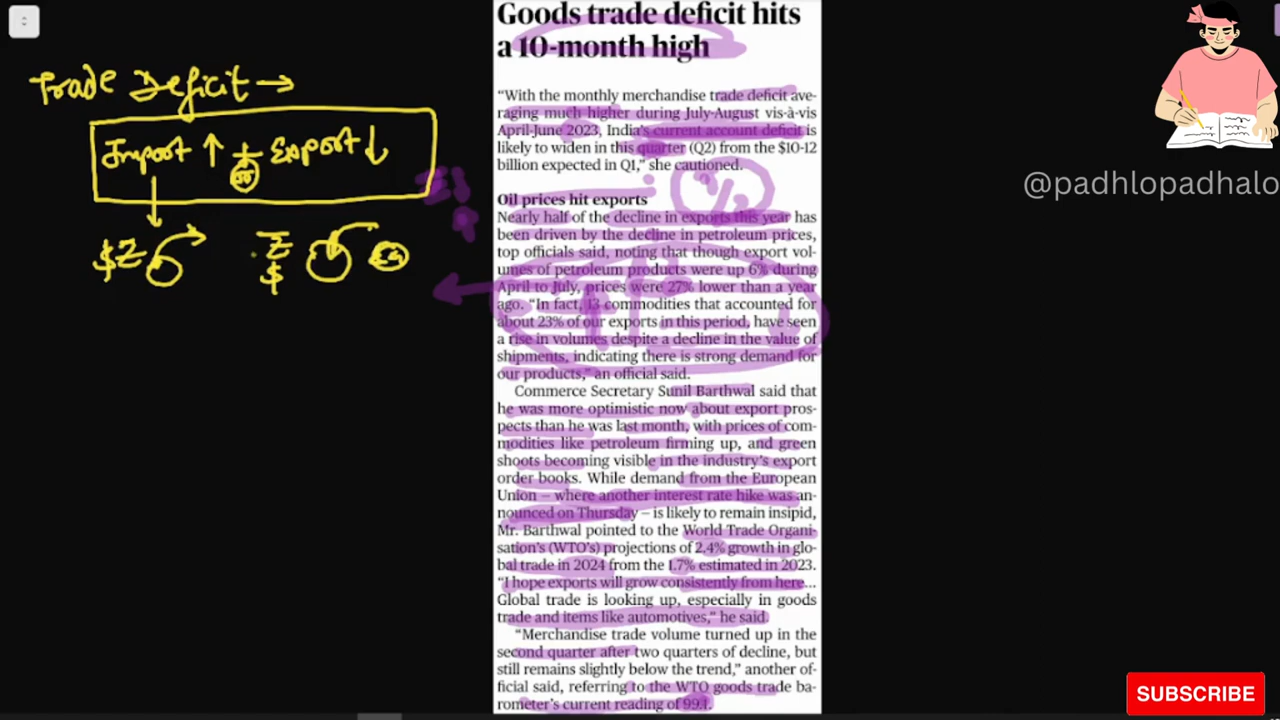 Goods trade deficit hits
a 10-month high
Trade Deficit →
Import ↑ Export ↓
"With the monthly merchandise trade deficit ave-
raging much higher during July-August vis-à-vis
April-June 2023, India's current account deficit is
likely to widen in this quarter (Q2) from the $10-12
billion expected in Q1," she cautioned.
Oil prices hit exports
Nearly half of the decline in exports this year has
been driven by the decline in petroleum prices,
top officials said, noting that though export vol-
umes of petroleum products were up 6% during
April to July, prices were 27% lower than a year
ago. "In fact, 13 commodities that accounted for
about 23% of our exports in this period, have seen
a rise in volumes despite a decline in the value of
shipments, indicating there is strong demand for
our products," an official said.
Commerce Secretary Sunil Barthwal said that
he was more optimistic now about export pros-
pects than he was last month, with prices of com-
modities like petroleum firming up, and green
shoots becoming visible in the industry's export
order books. While demand from the European
Union – where another interest rate hike was an-
nounced on Thursday – is likely to remain insipid,
Mr. Barthwal pointed to the World Trade Organi-
sation's (WTO's) projections of 2.4% growth in glo-
bal trade in 2024 from the 1.7% estimated in 2023.
"I hope exports will grow consistently from here...
Global trade is looking up, especially in goods
trade and items like automotives," he said.
"Merchandise trade volume turned up in the
second quarter after two quarters of decline, but
still remains slightly below the trend," another of-
ficial said, referring to the WTO goods trade ba-
rometer's current reading of 99.1.
@padhlopadhalo
SUBSCRIBE